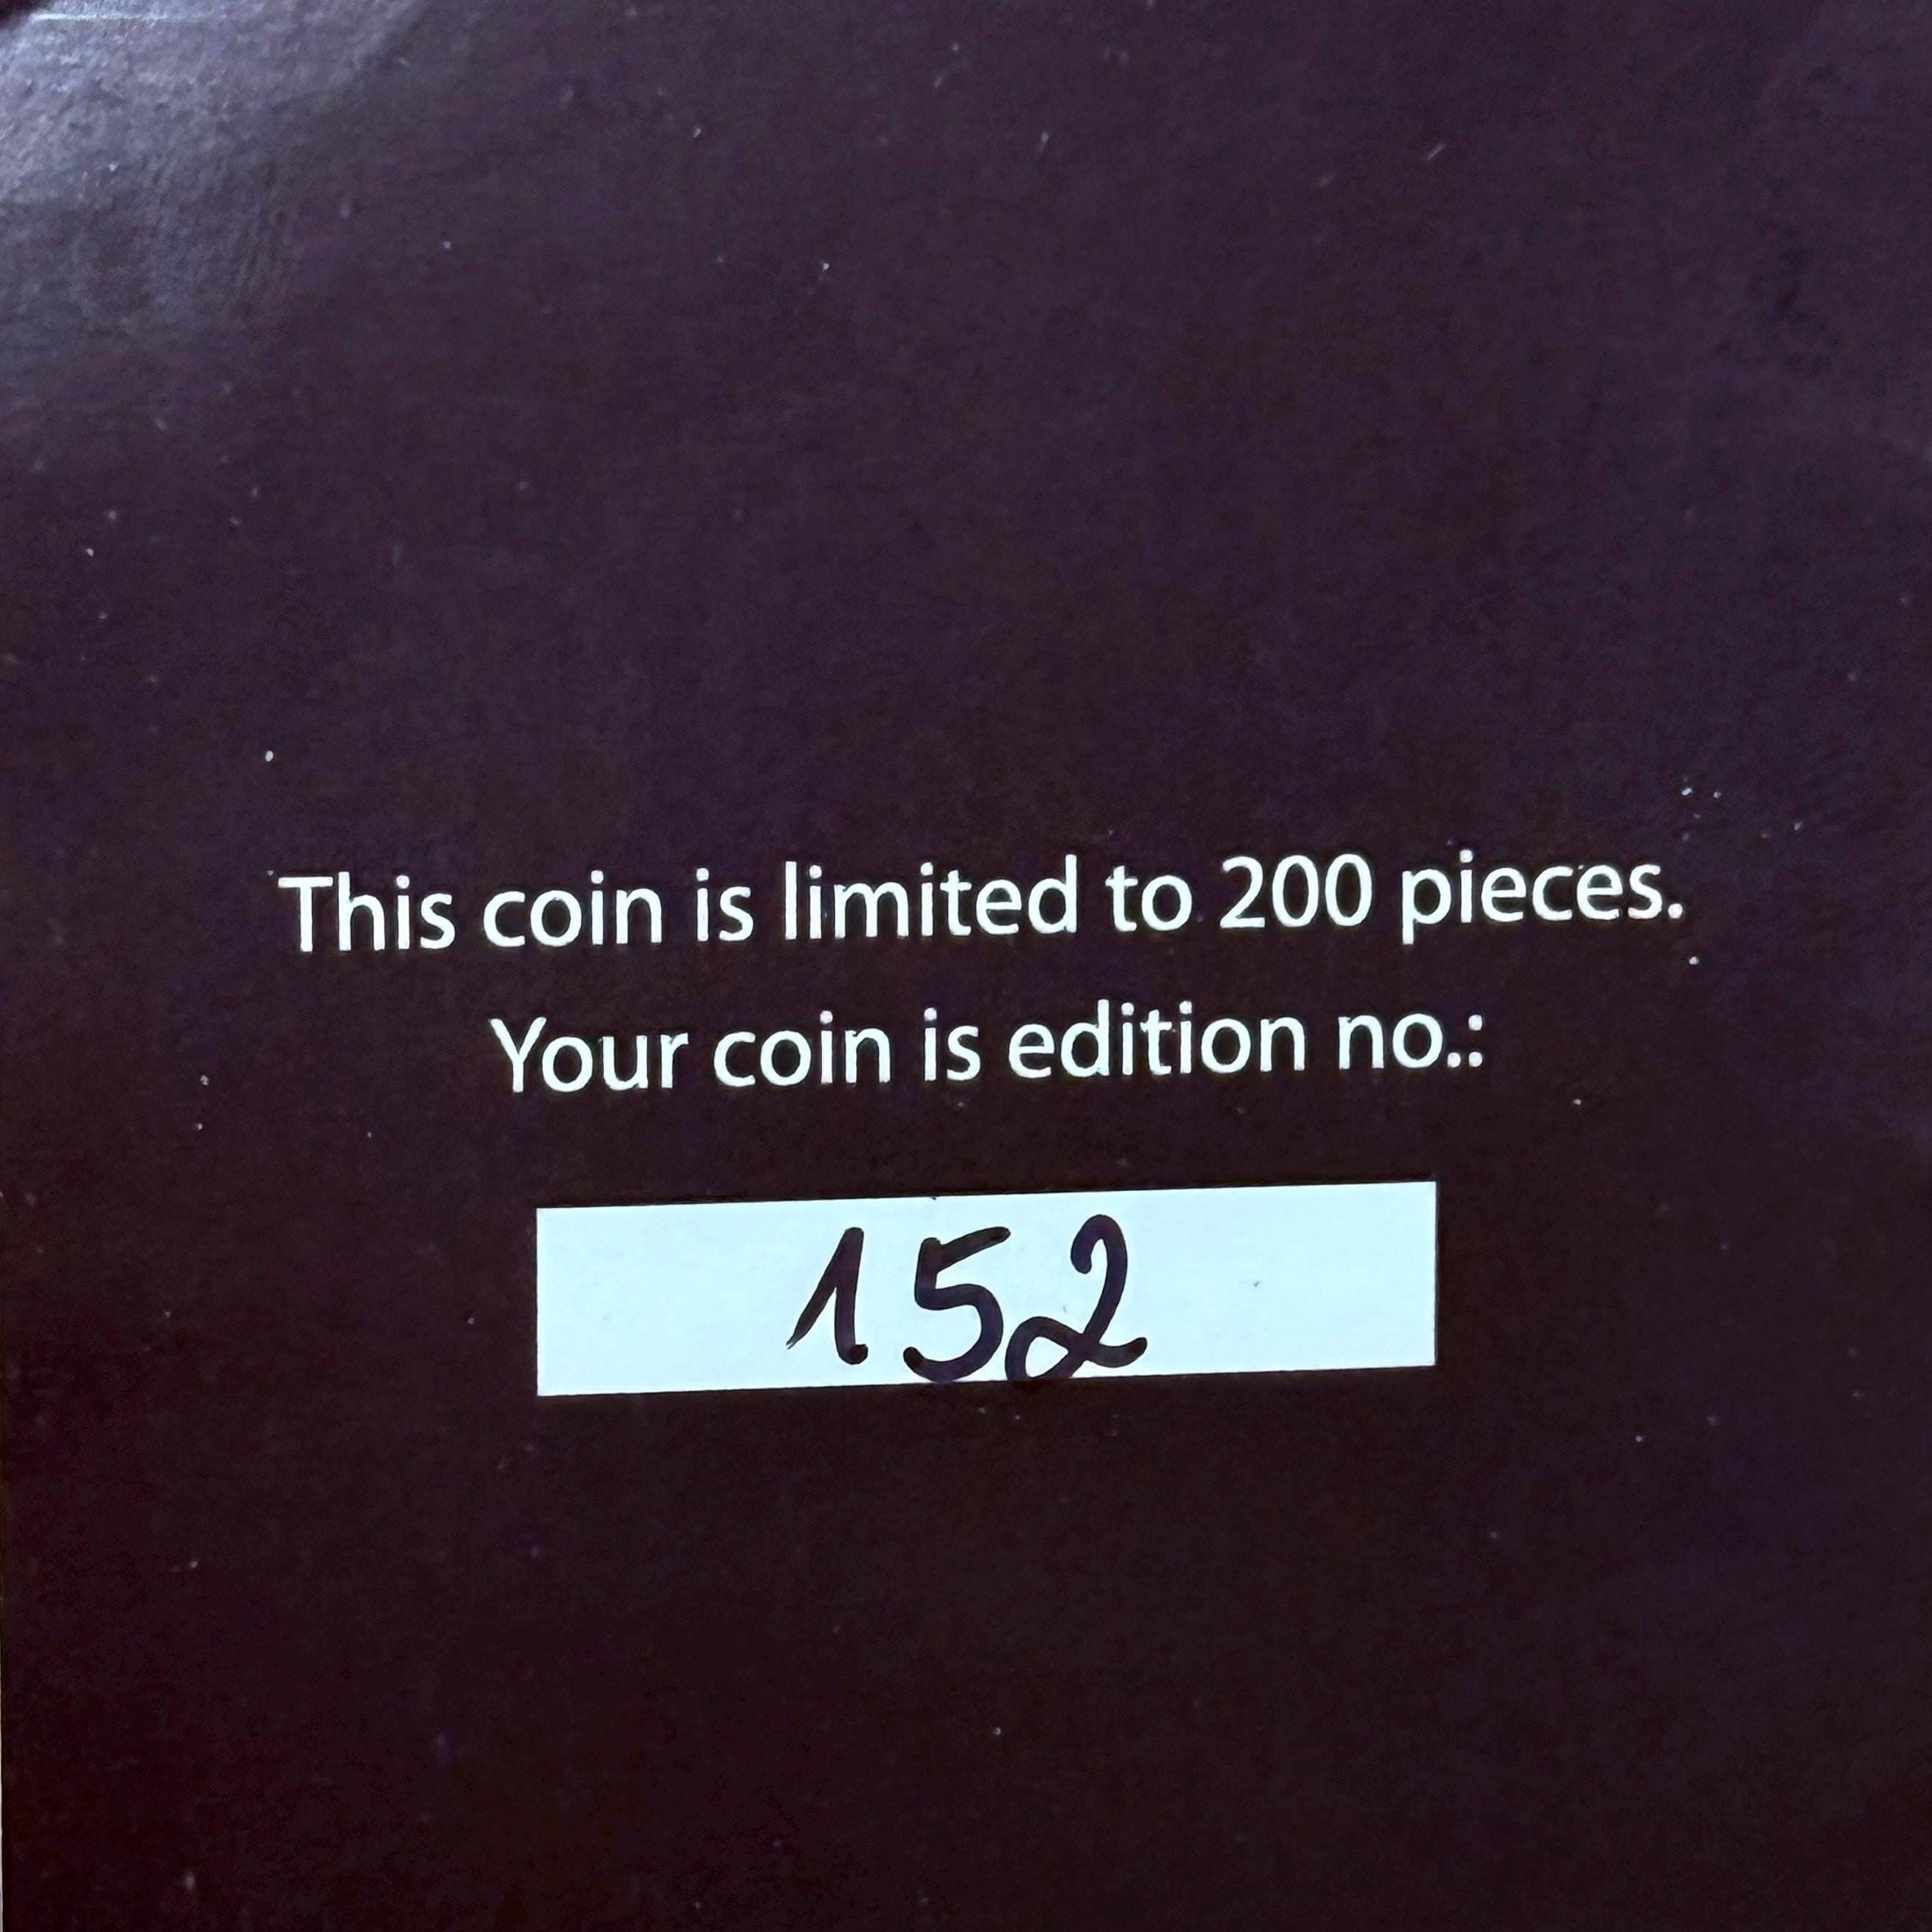 This coin is limited to 200 pieces.
Your coin is edition no.:
152